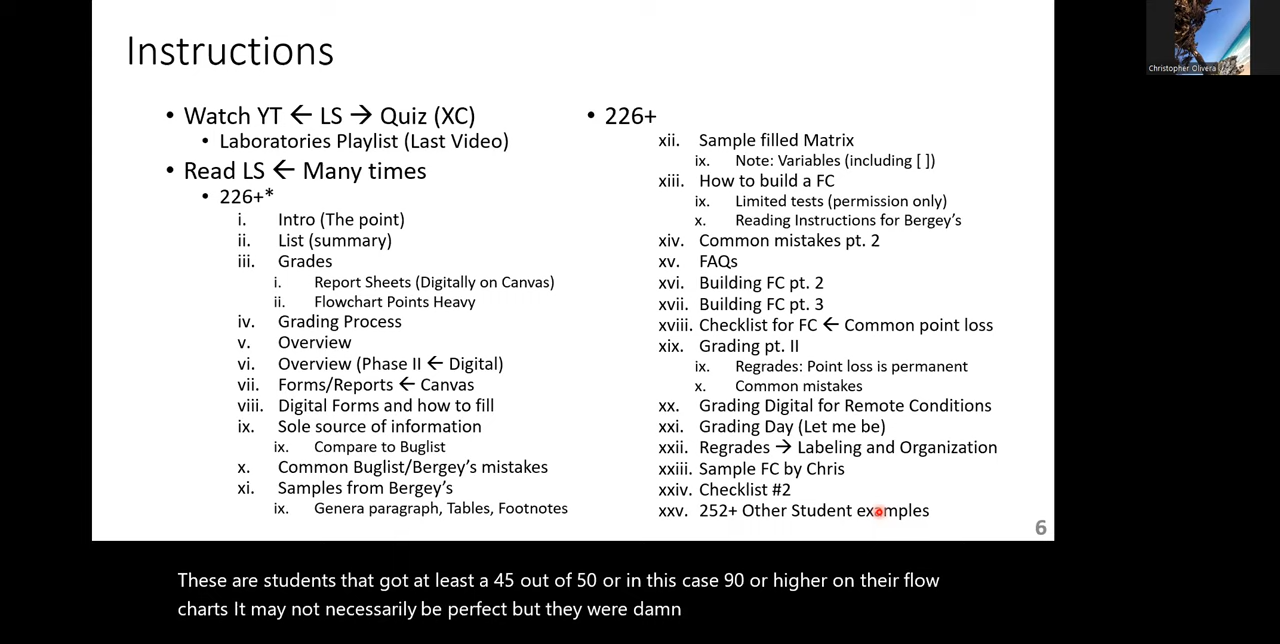 Instructions
• Watch YT ← LS → Quiz (XC)
• Laboratories Playlist (Last Video)
• Read LS ← Many times
• 226+*
i. Intro (The point)
ii. List (summary)
iii. Grades
i. Report Sheets (Digitally on Canvas)
ii. Flowchart Points Heavy
iv. Grading Process
v. Overview
vi. Overview (Phase II ← Digital)
vii. Forms/Reports ← Canvas
viii. Digital Forms and how to fill
ix. Sole source of information
ix. Compare to Buglist
x. Common Buglist/Bergey's mistakes
xi. Samples from Bergey's
ix. Genera paragraph, Tables, Footnotes
• 226+
xii. Sample filled Matrix
ix. Note: Variables (including [ ])
xiii. How to build a FC
ix. Limited tests (permission only)
x. Reading Instructions for Bergey's
xiv. Common mistakes pt. 2
xv. FAQs
xvi. Building FC pt. 2
xvii. Building FC pt. 3
xviii. Checklist for FC ← Common point loss
xix. Grading pt. II
ix. Regrades: Point loss is permanent
x. Common mistakes
xx. Grading Digital for Remote Conditions
xxi. Grading Day (Let me be)
xxii. Regrades → Labeling and Organization
xxiii. Sample FC by Chris
xxiv. Checklist #2
xxv. 252+ Other Student examples
6
Christopher Olivera
These are students that got at least a 45 out of 50 or in this case 90 or higher on their flow
charts It may not necessarily be perfect but they were damn